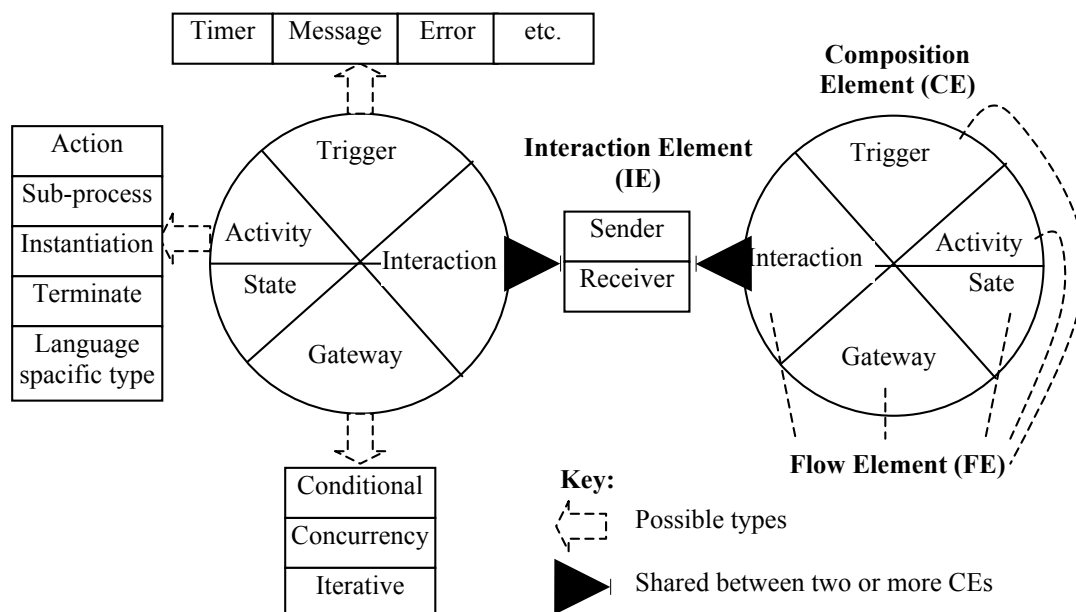 Timer Message Error etc.
Composition
Element (CE)
Action
Sub-process
Instantiation
Terminate
Language
spacific type
Trigger
Activity
State
Interaction
Gateway
Interaction Element
(IE)
Sender
Receiver
Trigger
Interaction
Activity
Sate
Gateway
Flow Element (FE)
Conditional
Concurrency
Iterative
Key:
Possible types
Shared between two or more CEs